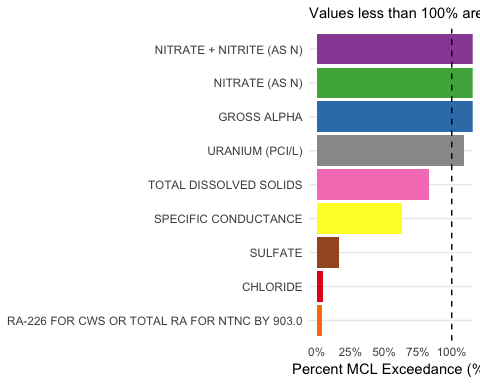 Values less than 100% are
NITRATE + NITRITE (AS N)
NITRATE (AS N)
GROSS ALPHA
URANIUM (PCI/L)
TOTAL DISSOLVED SOLIDS
SPECIFIC CONDUCTANCE
SULFATE
CHLORIDE
RA-226 FOR CWS OR TOTAL RA FOR NTNC BY 903.0
0% 25% 50% 75% 100%
Percent MCL Exceedance (%